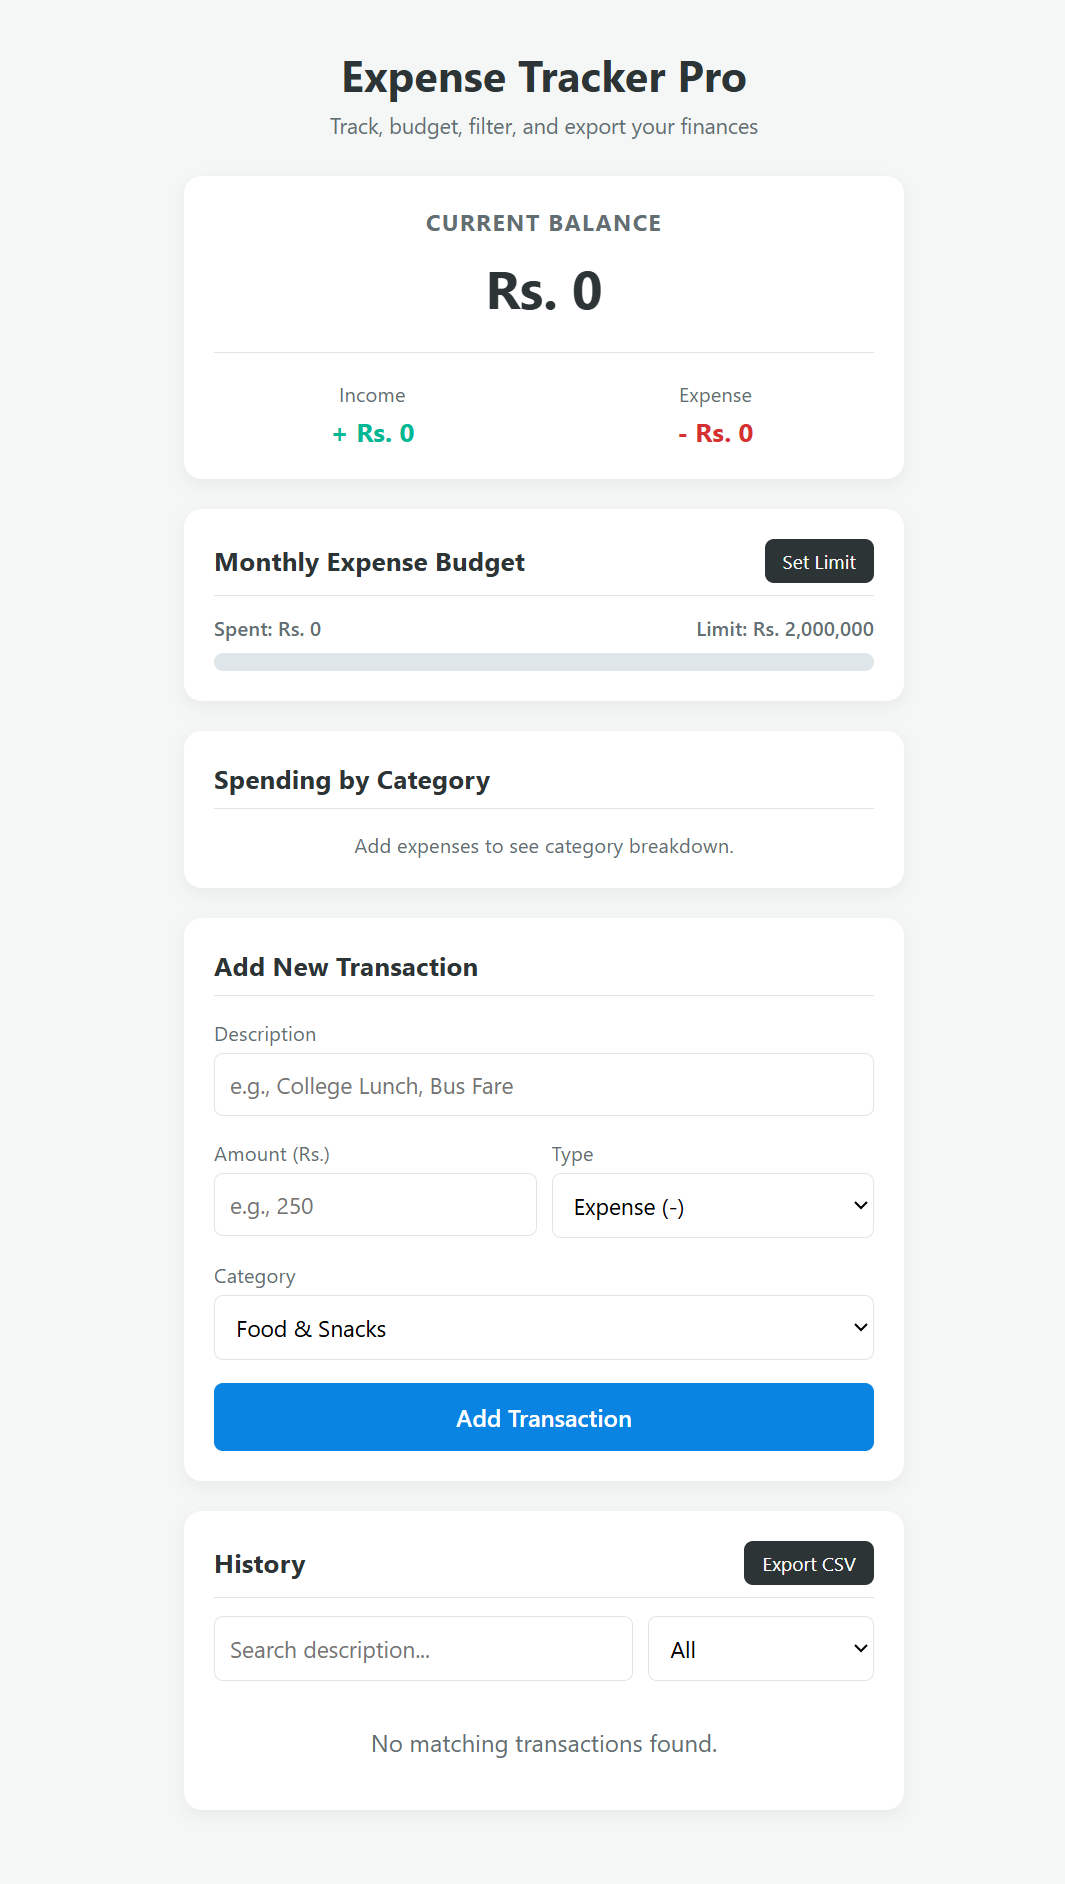 Expense Tracker Pro
Track, budget, filter, and export your finances
CURRENT BALANCE
Rs. 0
Income
Expense
+ Rs. 0
- Rs. 0
Monthly Expense Budget
Set Limit
Spent: Rs. 0
Limit: Rs. 2,000,000
Spending by Category
Add expenses to see category breakdown.
Add New Transaction
Description
e.g., College Lunch, Bus Fare
Amount (Rs.)
Type
e.g., 250
Expense (-)
Category
Food & Snacks
Add Transaction
History
Export CSV
Search description...
All
No matching transactions found.